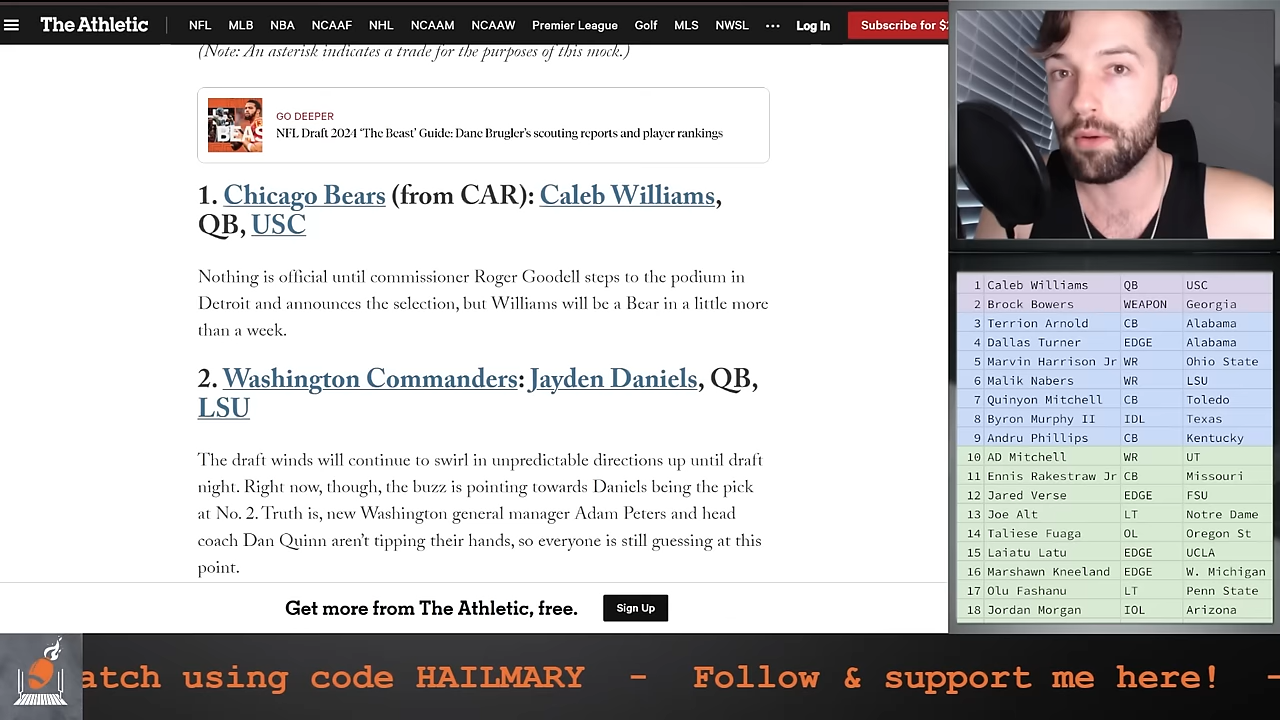 The Athletic
NFL MLB NBA NCAAF NHL NCAAM NCAAW Premier League Golf MLS NWSL ... Log In Subscribe for $
(Note: An asterisk indicates a trade for the purposes of this mock.)
GO DEEPER
NFL Draft 2024 ‘The Beast’ Guide: Dane Brugler’s scouting reports and player rankings
1. Chicago Bears (from CAR): Caleb Williams,
QB, USC
Nothing is official until commissioner Roger Goodell steps to the podium in
Detroit and announces the selection, but Williams will be a Bear in a little more
than a week.
2. Washington Commanders: Jayden Daniels, QB,
LSU
The draft winds will continue to swirl in unpredictable directions up until draft
night. Right now, though, the buzz is pointing towards Daniels being the pick
at No. 2. Truth is, new Washington general manager Adam Peters and head
coach Dan Quinn aren’t tipping their hands, so everyone is still guessing at this
point.
Get more from The Athletic, free. Sign Up
1 Caleb Williams QB USC
2 Brock Bowers WEAPON Georgia
3 Terrion Arnold CB Alabama
4 Dallas Turner EDGE Alabama
5 Marvin Harrison Jr WR Ohio State
6 Malik Nabers WR LSU
7 Quinyon Mitchell CB Toledo
8 Byron Murphy II IDL Texas
9 Andru Phillips CB Kentucky
10 AD Mitchell WR UT
11 Ennis Rakestraw Jr CB Missouri
12 Jared Verse EDGE FSU
13 Joe Alt LT Notre Dame
14 Taliese Fuaga OL Oregon St
15 Laiatu Latu EDGE UCLA
16 Marshawn Kneeland EDGE W. Michigan
17 Olu Fashanu LT Penn State
18 Jordan Morgan IOL Arizona
atch using code HAILMARY - Follow & support me here! -